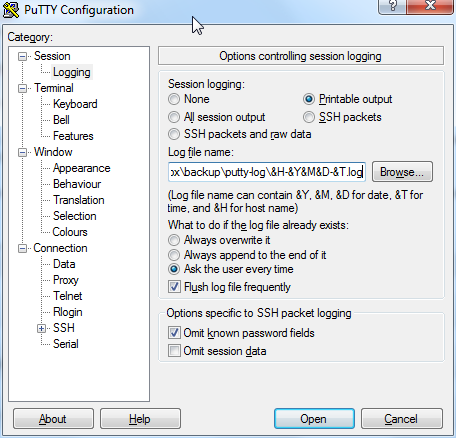 PuTTY Configuration
Category:
Session
Logging
Terminal
Keyboard
Bell
Features
Window
Appearance
Behaviour
Translation
Selection
Colours
Connection
Data
Proxy
Telnet
Rlogin
SSH
Serial
Options controlling session logging
Session logging:
None
Printable output
All session output
SSH packets
SSH packets and raw data
Log file name:
\backup\putty-log\&H-&Y&M&D-&T.log
Browse...
(Log file name can contain &Y, &M, &D for date, &T for
time, and &H for host name)
What to do if the log file already exists:
Always overwrite it
Always append to the end of it
Ask the user every time
Flush log file frequently
Options specific to SSH packet logging
Omit known password fields
Omit session data
About
Help
Open
Cancel